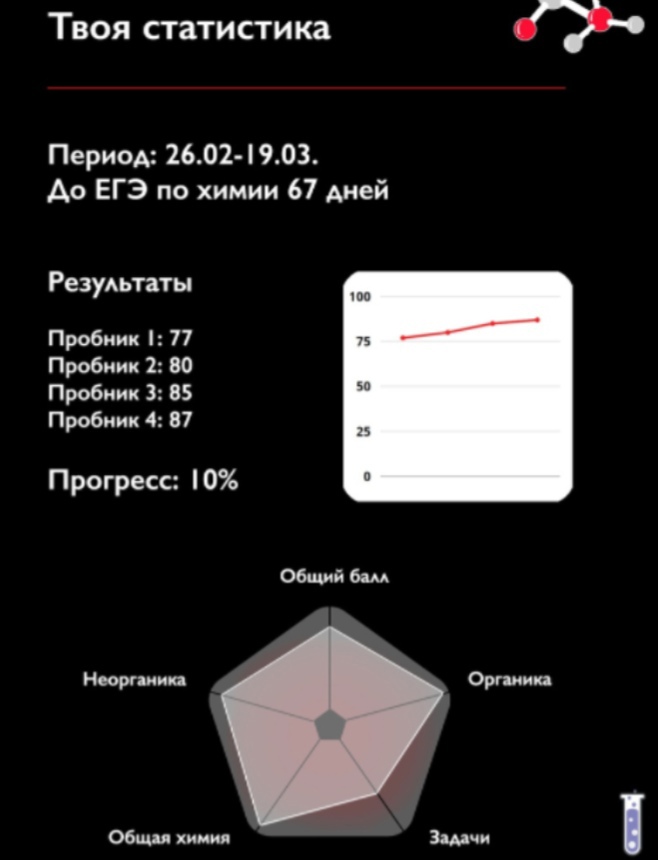 Твоя статистика
Период: 26.02-19.03.
До ЕГЭ по химии 67 дней
Результаты
Пробник 1: 77
Пробник 2: 80
Пробник 3: 85
Пробник 4: 87
Прогресс: 10%
100
75
50
25
0
Общий балл
Неорганика
Органика
Общая химия
Задачи